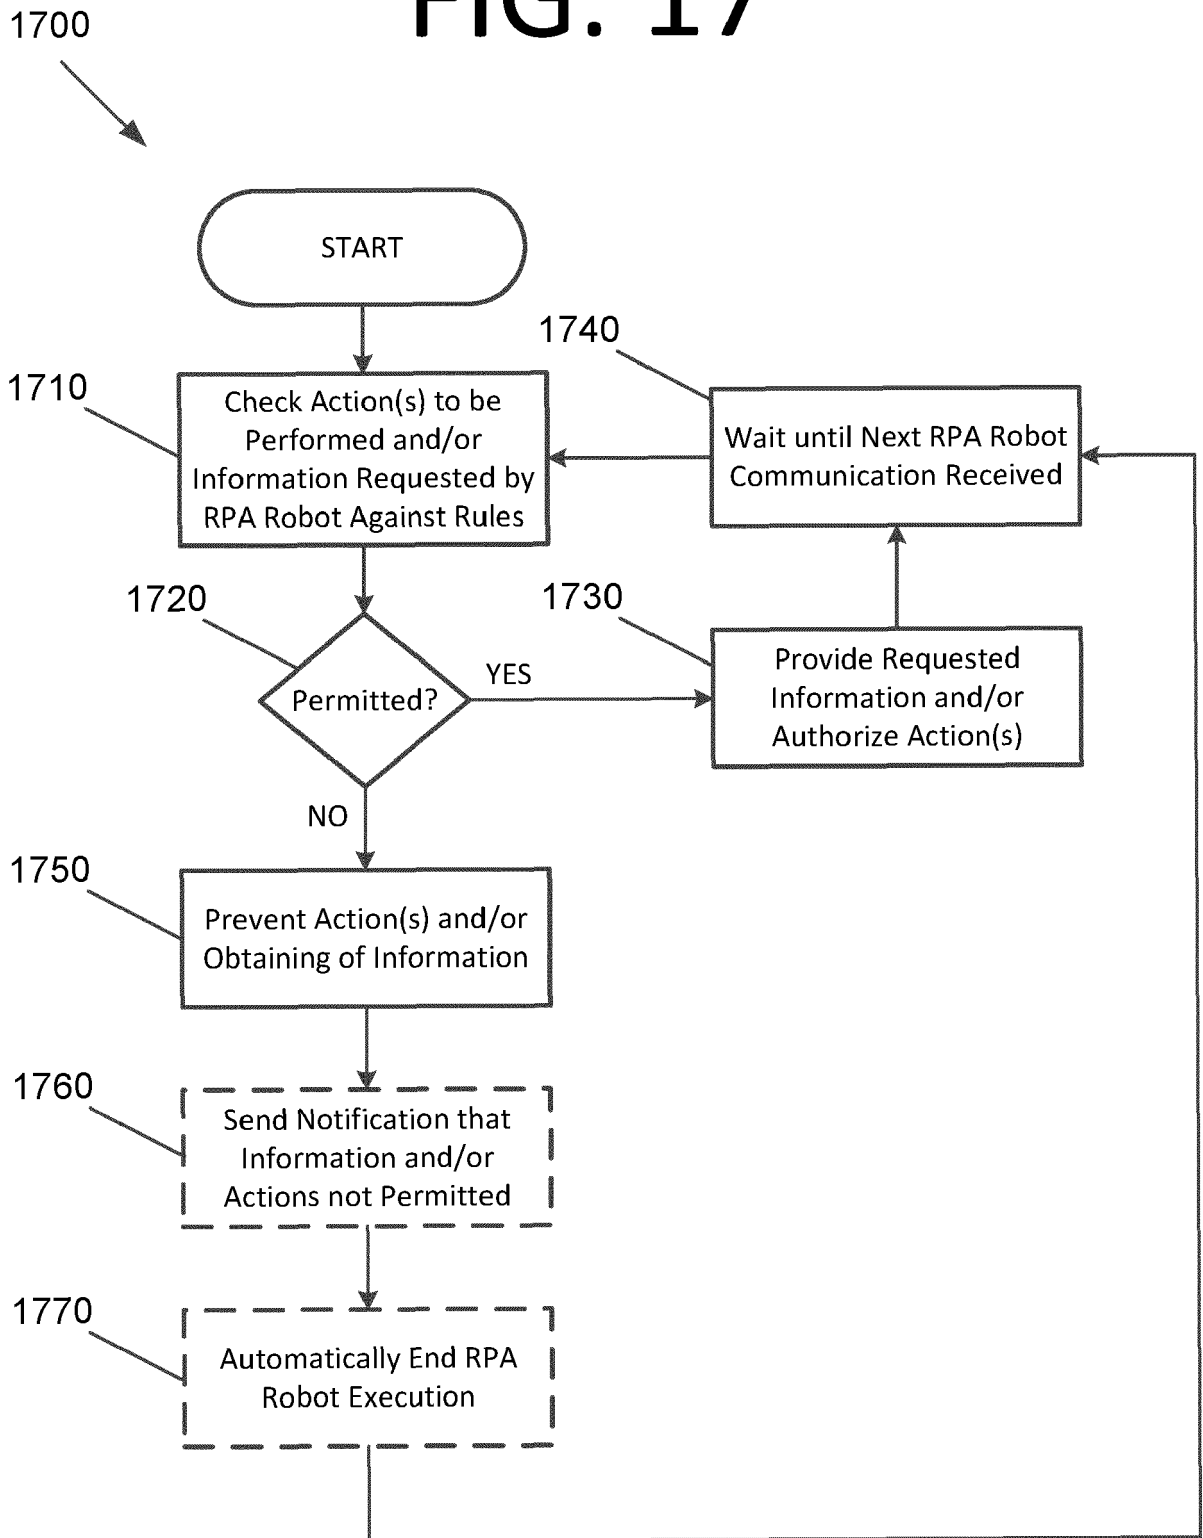 FIG. 17
1700
START
1740
1710
Check Action(s) to be
Performed and/or
Information Requested by
RPA Robot Against Rules
Wait until Next RPA Robot
Communication Received
1720
1730
Permitted?
YES
Provide Requested
Information and/or
Authorize Action(s)
NO
1750
Prevent Action(s) and/or
Obtaining of Information
1760
Send Notification that
Information and/or
Actions not Permitted
1770
Automatically End RPA
Robot Execution